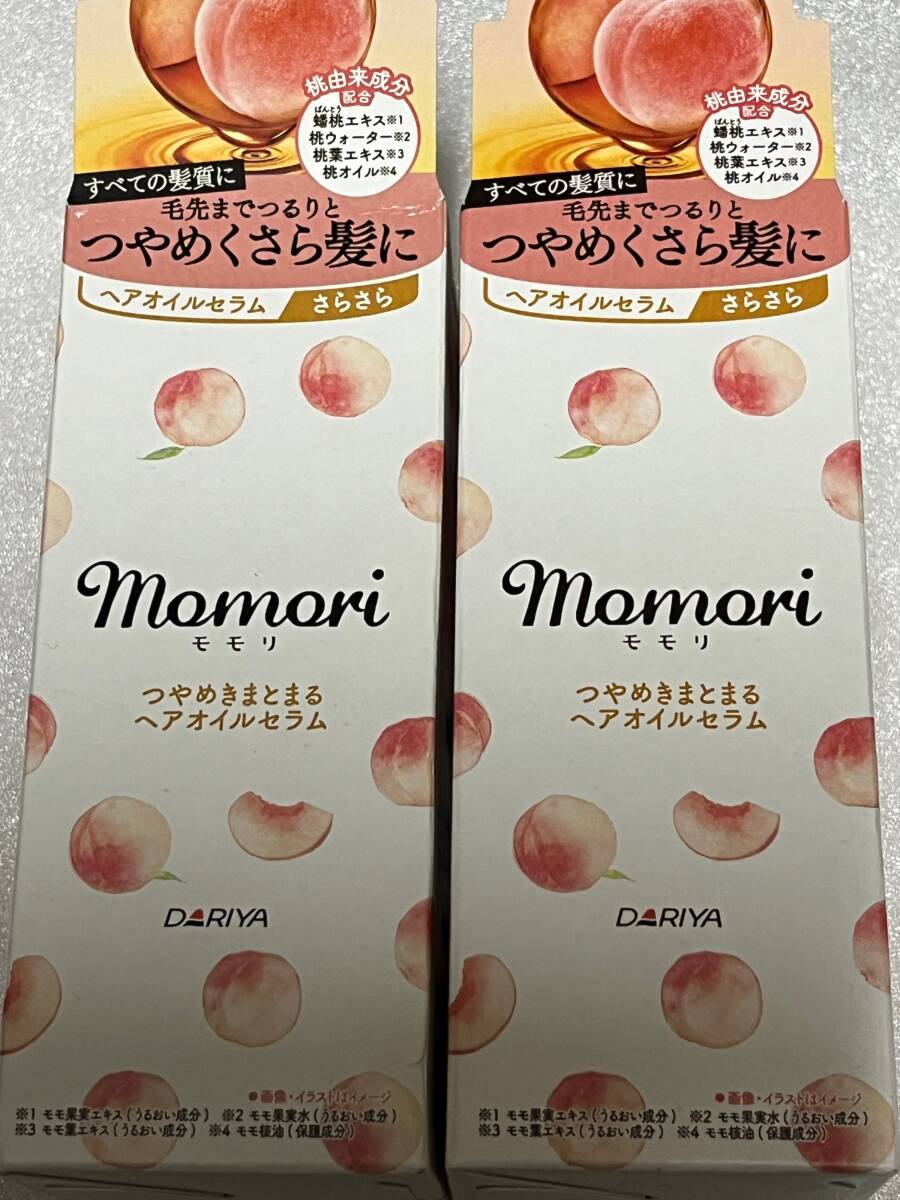 桃由来成分
配合
ばんとう
蟠桃エキス※1
桃ウォーター※2
桃葉エキス※3
桃オイル※4
すべての髪質に
毛先までつるりと
つやめくさら髪に
ヘアオイルセラム さらさら
momori
モモリ
つやめきまとまる
ヘアオイルセラム
DARIYA
●画像・イラストはイメージ
※1 モモ果実エキス(うるおい成分) ※2 モモ果実水(うるおい成分)
※3 モモ葉エキス(うるおい成分) ※4 モモ核油(保護成分)
桃由来成分
配合
ばんとう
蟠桃エキス※1
桃ウォーター※2
桃葉エキス※3
桃オイル※4
すべての髪質に
毛先までつるりと
つやめくさら髪に
ヘアオイルセラム さらさら
momori
モモリ
つやめきまとまる
ヘアオイルセラム
DARIYA
●画像・イラストはイメージ
※1 モモ果実エキス(うるおい成分) ※2 モモ果実水(うるおい成分)
※3 モモ葉エキス(うるおい成分) ※4 モモ核油(保護成分)